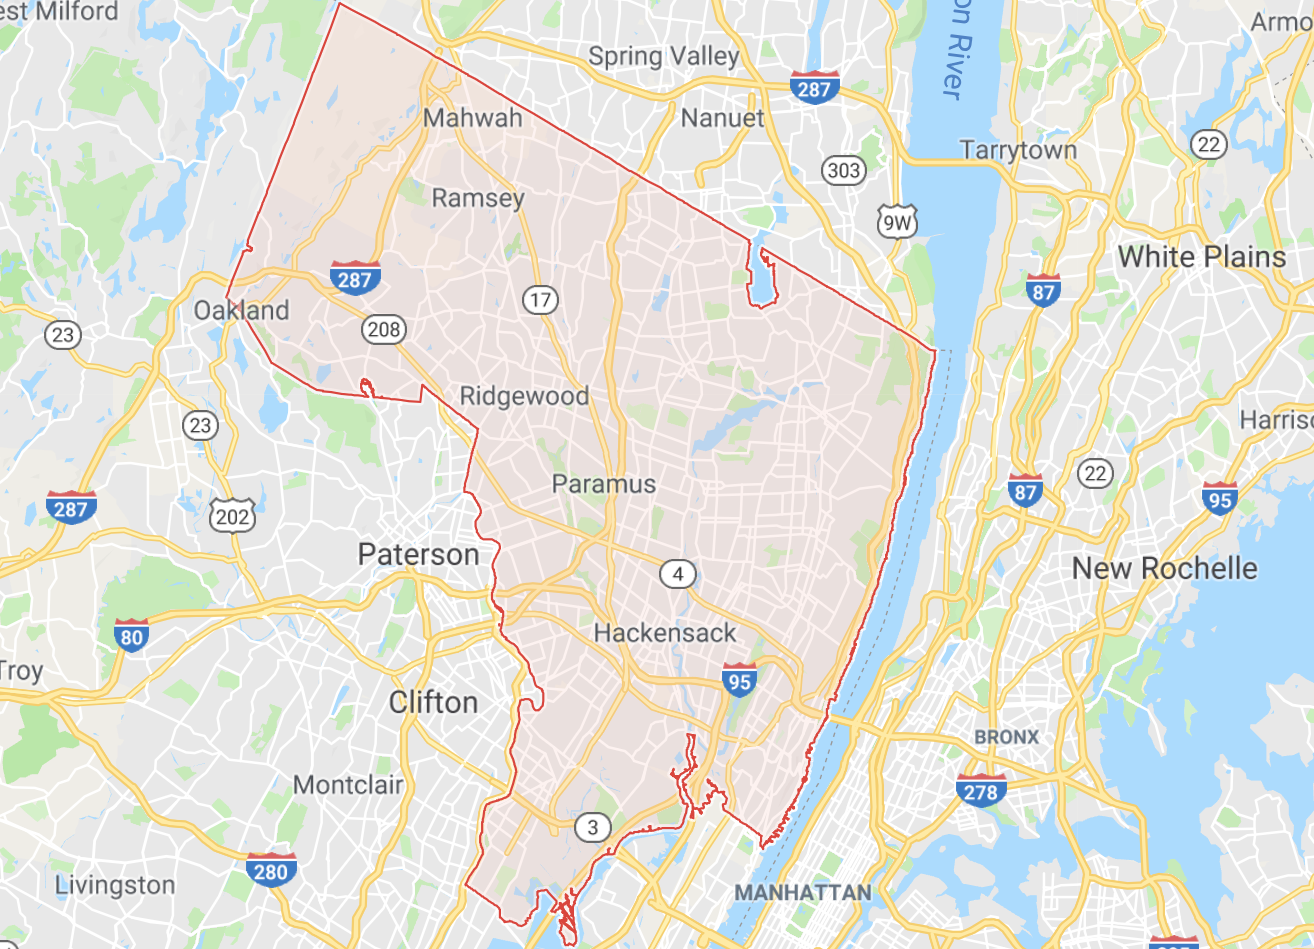 est Milford
Armo
Spring Valley
on River
287
Mahwah
Nanuet
22
Tarrytown
303
Ramsey
9W
White Plains
287
87
17
Oakland
208
23
Ridgewood
Harris
23
Paramus
22
87
95
287
202
Paterson
4
New Rochelle
80
Hackensack
Troy
95
Clifton
BRONX
Montclair
278
3
280
Livingston
MANHATTAN